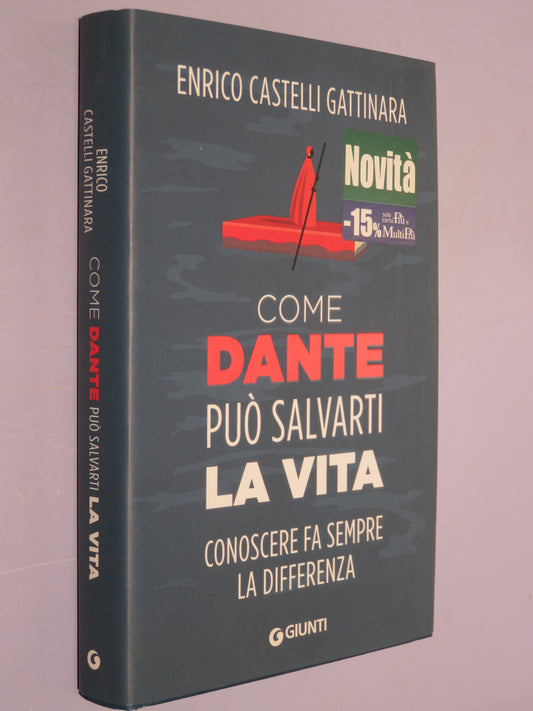 ENRICO
CASTELLI GATTINARA
COME DANTE PUÒ SALVARTI LA VITA
G
ENRICO CASTELLI GATTINARA
Novità
-15% solo carta Più e MultiPiù
COME
DANTE
PUÒ SALVARTI
LA VITA
CONOSCERE FA SEMPRE
LA DIFFERENZA
G GIUNTI